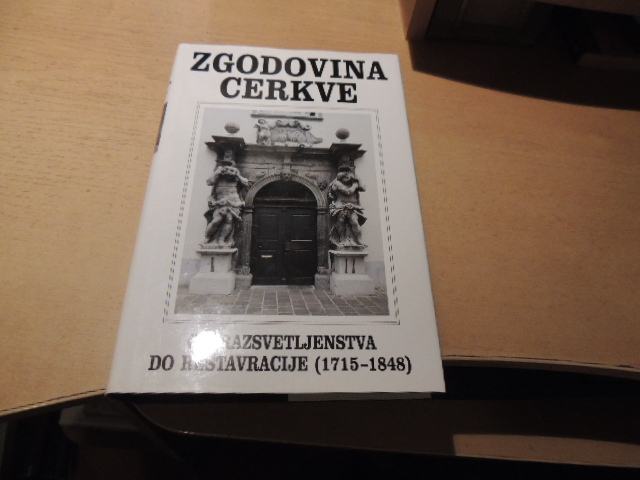 ZGODOVINA
CERKVE
RAZSVETLJENSTVA
DO RESTAVRACIJE (1715-1848)